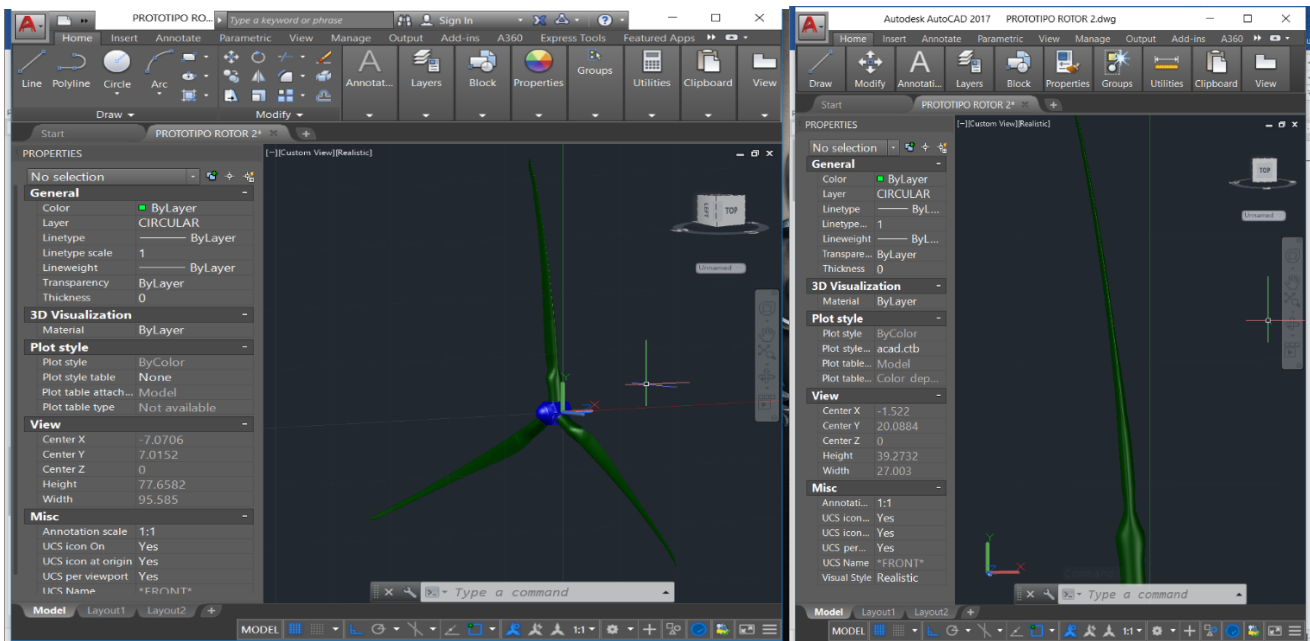 PROTOTIPO RO...
Type a keyword or phrase
Sign In
Home Insert Annotate Parametric View Manage Output Add-ins A360 Express Tools Featured Apps
Line Polyline Circle Arc
Annotat... Layers Block Properties Groups Utilities Clipboard View
Draw Modify
Start PROTOTIPO ROTOR 2*
PROPERTIES
[−][Custom View][Realistic]
No selection
General
Color ByLayer
Layer CIRCULAR
Linetype ByLayer
Linetype scale 1
Lineweight ByLayer
Transparency ByLayer
Thickness 0
3D Visualization
Material ByLayer
Plot style
Plot style ByColor
Plot style table None
Plot table attach... Model
Plot table type Not available
View
Center X -7.0706
Center Y 7.0152
Center Z 0
Height 77.6582
Width 95.585
Misc
Annotation scale 1:1
UCS icon On Yes
UCS icon at origin Yes
UCS per viewport Yes
UCS Name *FRONT*
LEFT TOP
Unnamed
Y
X
Type a command
Model Layout1 Layout2
MODEL 1:1
Autodesk AutoCAD 2017 PROTOTIPO ROTOR 2.dwg
Home Insert Annotate Parametric View Manage Output Add-ins A360
Draw Modify Annotati... Layers Block Properties Groups Utilities Clipboard View
Start PROTOTIPO ROTOR 2*
PROPERTIES
[−][Custom View][Realistic]
No selection
General
Color ByLayer
Layer CIRCULAR
Linetype ByL...
Linetype... 1
Lineweight ByL...
Transpare... ByLayer
Thickness 0
3D Visualization
Material ByLayer
Plot style
Plot style ByColor
Plot style... acad.ctb
Plot table... Model
Plot table... Color dep...
View
Center X -1.522
Center Y 20.0884
Center Z 0
Height 39.2732
Width 27.003
Misc
Annotati... 1:1
UCS icon... Yes
UCS icon... Yes
UCS per... Yes
UCS Name *FRONT*
Visual Style Realistic
TOP
Unnamed
Y
X
Type a command
Model Layout1 Layout2
MODEL 1:1